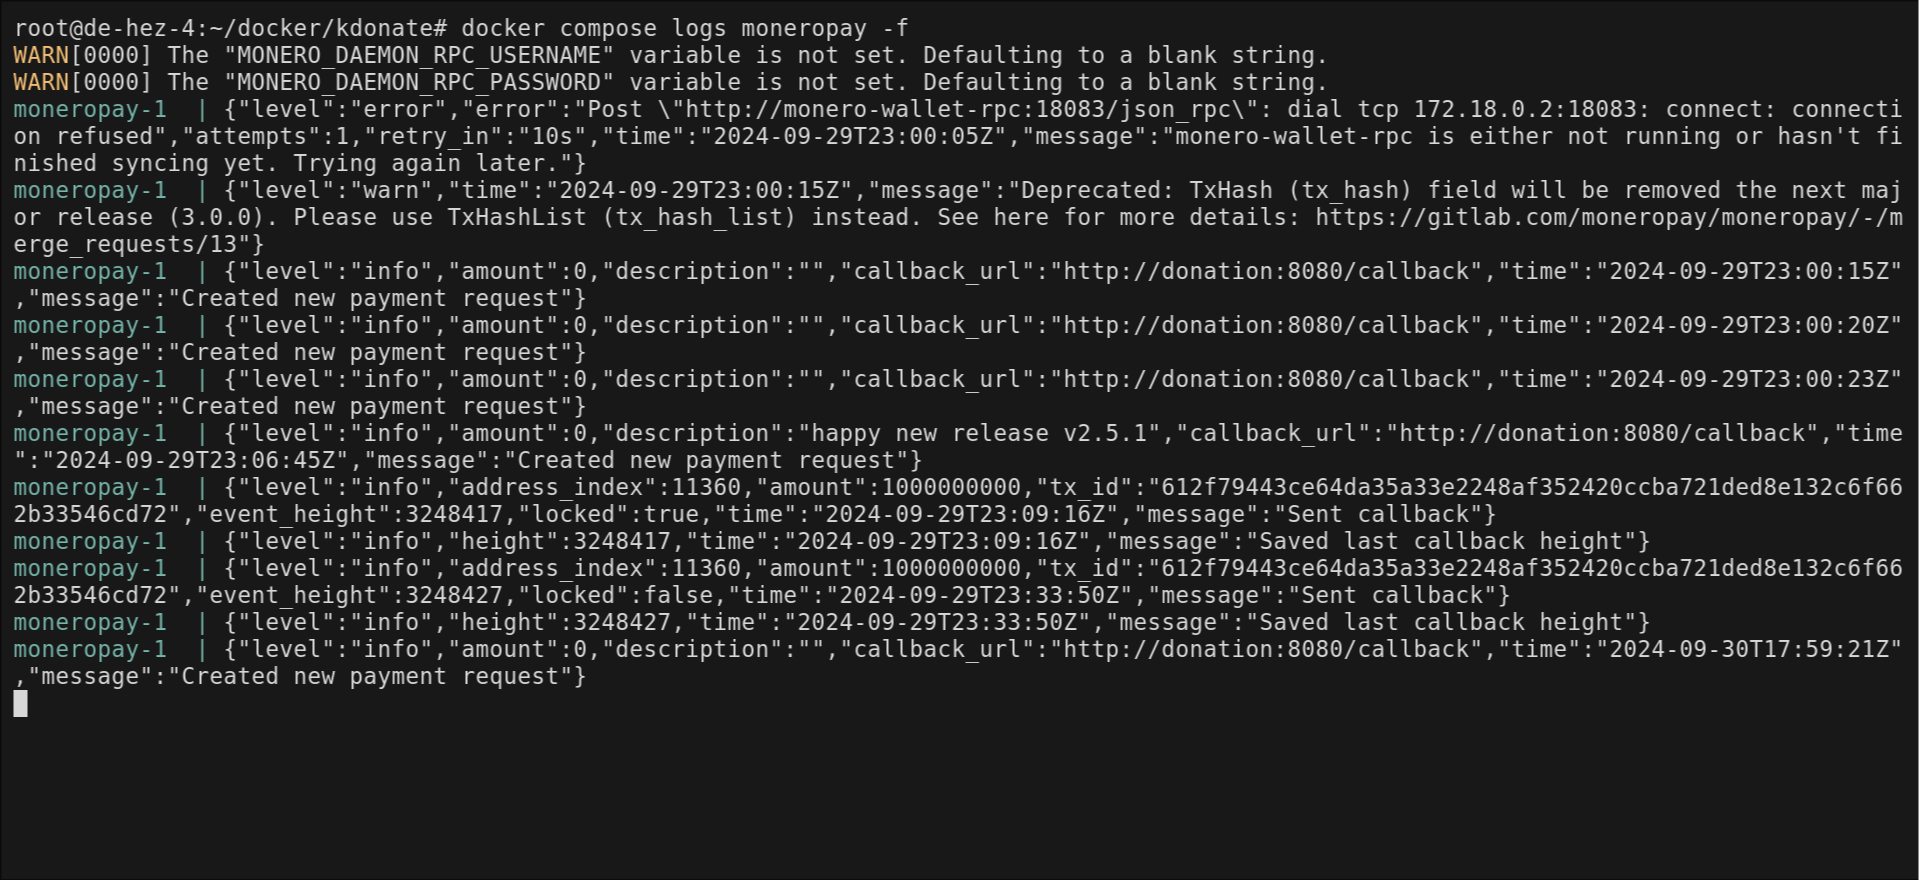 root@de-hez-4:~/docker/kdonate# docker compose logs moneropay -f
WARN[0000] The "MONERO_DAEMON_RPC_USERNAME" variable is not set. Defaulting to a blank string.
WARN[0000] The "MONERO_DAEMON_RPC_PASSWORD" variable is not set. Defaulting to a blank string.
moneropay-1  | {"level":"error","error":"Post \"http://monero-wallet-rpc:18083/json_rpc\": dial tcp 172.18.0.2:18083: connect: connecti
on refused","attempts":1,"retry_in":"10s","time":"2024-09-29T23:00:05Z","message":"monero-wallet-rpc is either not running or hasn't fi
nished syncing yet. Trying again later."}
moneropay-1  | {"level":"warn","time":"2024-09-29T23:00:15Z","message":"Deprecated: TxHash (tx_hash) field will be removed the next maj
or release (3.0.0). Please use TxHashList (tx_hash_list) instead. See here for more details: https://gitlab.com/moneropay/moneropay/-/m
erge_requests/13"}
moneropay-1  | {"level":"info","amount":0,"description":"","callback_url":"http://donation:8080/callback","time":"2024-09-29T23:00:15Z"
,"message":"Created new payment request"}
moneropay-1  | {"level":"info","amount":0,"description":"","callback_url":"http://donation:8080/callback","time":"2024-09-29T23:00:20Z"
,"message":"Created new payment request"}
moneropay-1  | {"level":"info","amount":0,"description":"","callback_url":"http://donation:8080/callback","time":"2024-09-29T23:00:23Z"
,"message":"Created new payment request"}
moneropay-1  | {"level":"info","amount":0,"description":"happy new release v2.5.1","callback_url":"http://donation:8080/callback","time
":"2024-09-29T23:06:45Z","message":"Created new payment request"}
moneropay-1  | {"level":"info","address_index":11360,"amount":1000000000,"tx_id":"612f79443ce64da35a33e2248af352420ccba721ded8e132c6f66
2b33546cd72","event_height":3248417,"locked":true,"time":"2024-09-29T23:09:16Z","message":"Sent callback"}
moneropay-1  | {"level":"info","height":3248417,"time":"2024-09-29T23:09:16Z","message":"Saved last callback height"}
moneropay-1  | {"level":"info","address_index":11360,"amount":1000000000,"tx_id":"612f79443ce64da35a33e2248af352420ccba721ded8e132c6f66
2b33546cd72","event_height":3248427,"locked":false,"time":"2024-09-29T23:33:50Z","message":"Sent callback"}
moneropay-1  | {"level":"info","height":3248427,"time":"2024-09-29T23:33:50Z","message":"Saved last callback height"}
moneropay-1  | {"level":"info","amount":0,"description":"","callback_url":"http://donation:8080/callback","time":"2024-09-30T17:59:21Z"
,"message":"Created new payment request"}